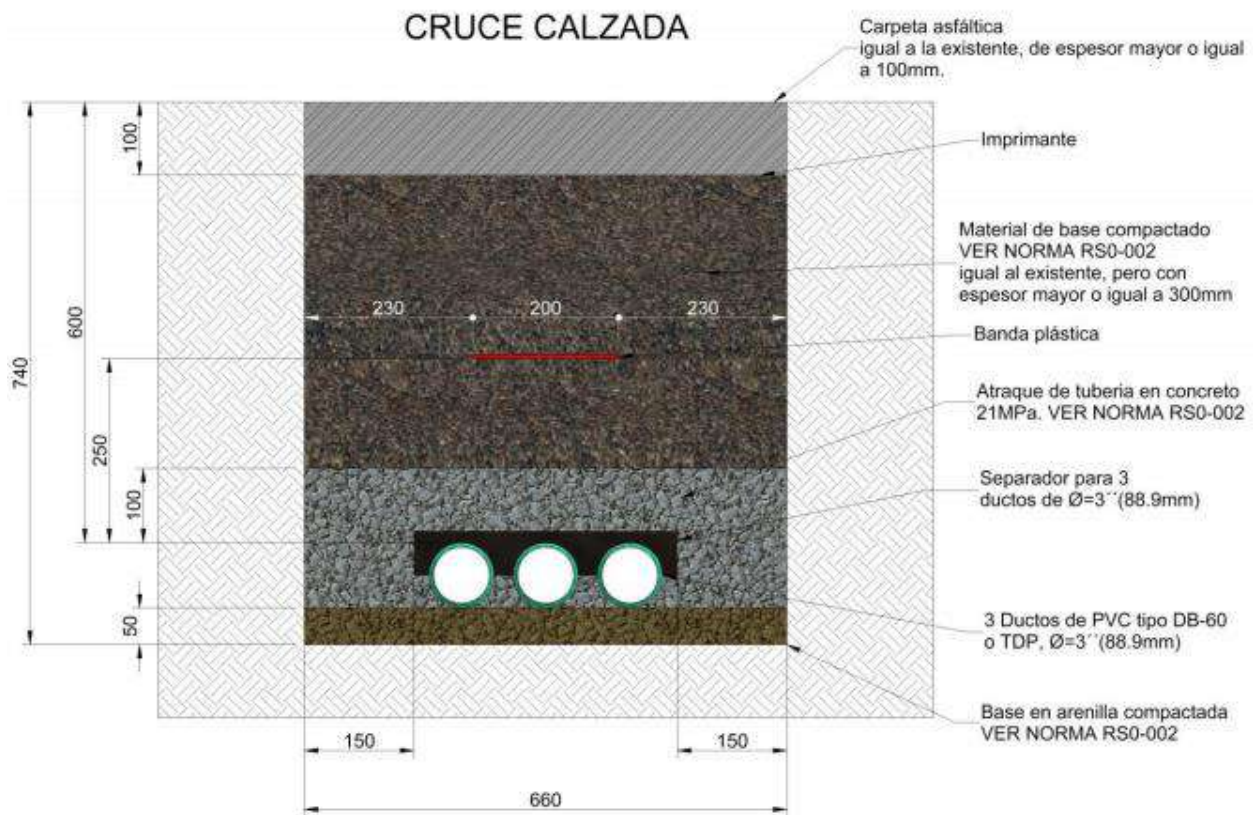 CRUCE CALZADA
Carpeta asfáltica
igual a la existente, de espesor mayor o igual
a 100mm.
Imprimante
Material de base compactado
VER NORMA RS0-002
igual al existente, pero con
espesor mayor o igual a 300mm
Banda plástica
Atraque de tuberia en concreto
21MPa. VER NORMA RS0-002
Separador para 3
ductos de Ø=3´´(88.9mm)
3 Ductos de PVC tipo DB-60
o TDP, Ø=3´´(88.9mm)
Base en arenilla compactada
VER NORMA RS0-002
740
600
100
250
100
50
230
200
230
150
150
660